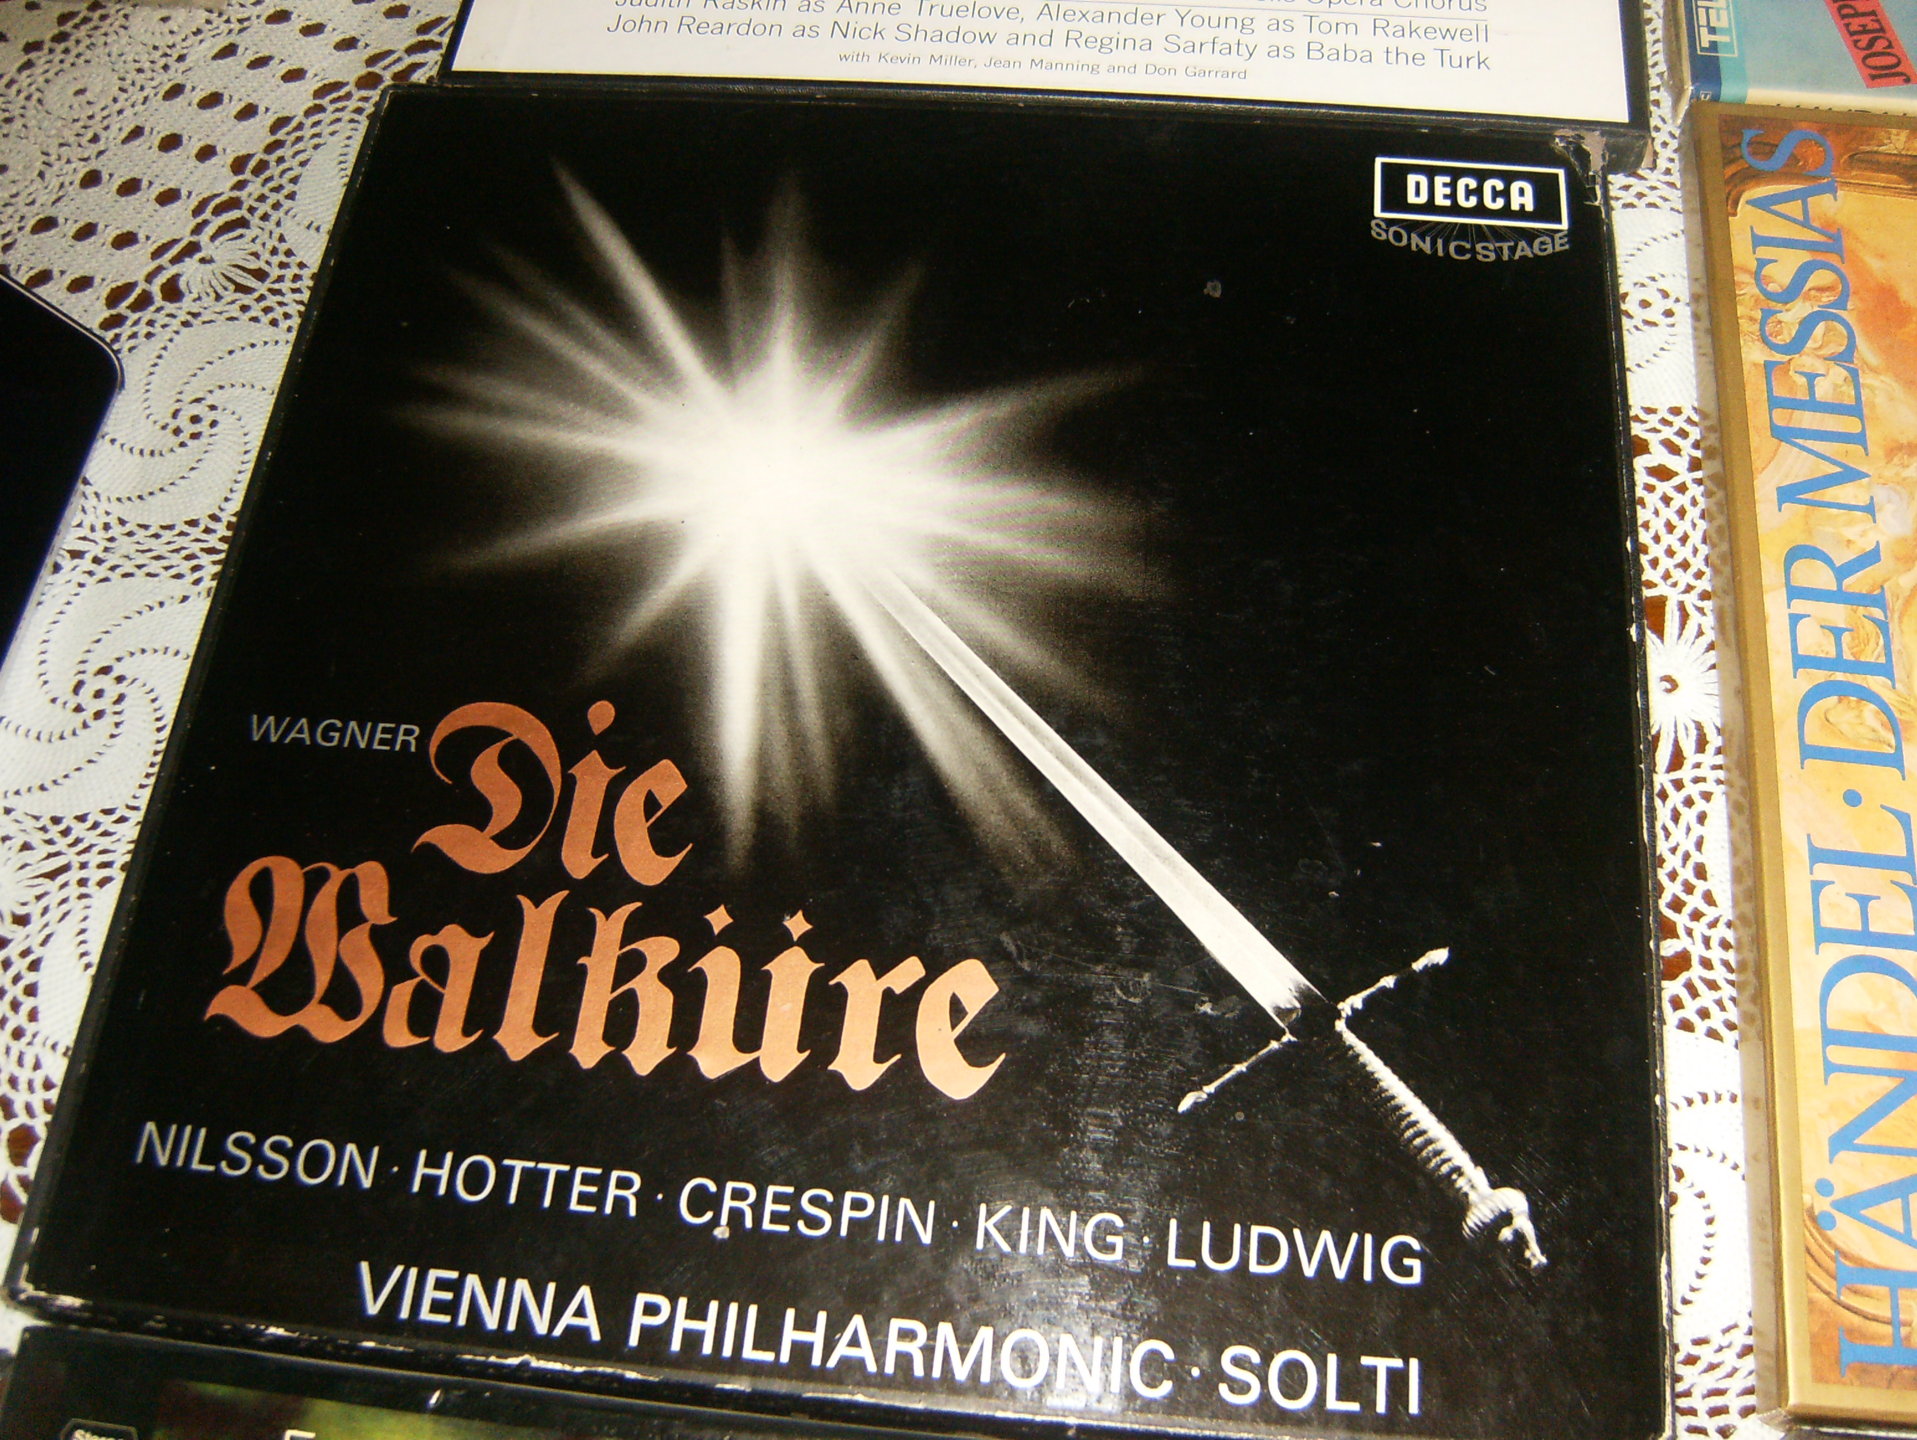 Judith Raskin as Anne Truelove, Alexander Young as Tom Rakewell
John Reardon as Nick Shadow and Regina Sarfaty as Baba the Turk
with Kevin Miller, Jean Manning and Don Garrard
DECCA
SONICSTAGE
WAGNER
Die
Walküre
NILSSON · HOTTER · CRESPIN · KING · LUDWIG
VIENNA PHILHARMONIC · SOLTI
HÄNDEL · DER MESSIAS
Stereo